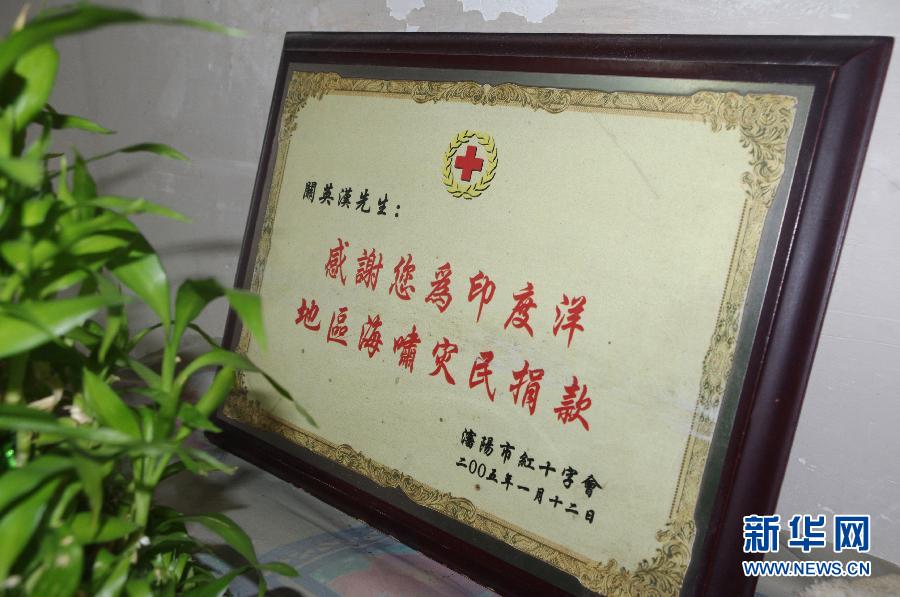 關英漢先生：
感謝您爲印度洋
地區海嘯灾民捐款
瀋陽市紅十字會
二00五年一月十二日
新华网
WWW.NEWS.CN